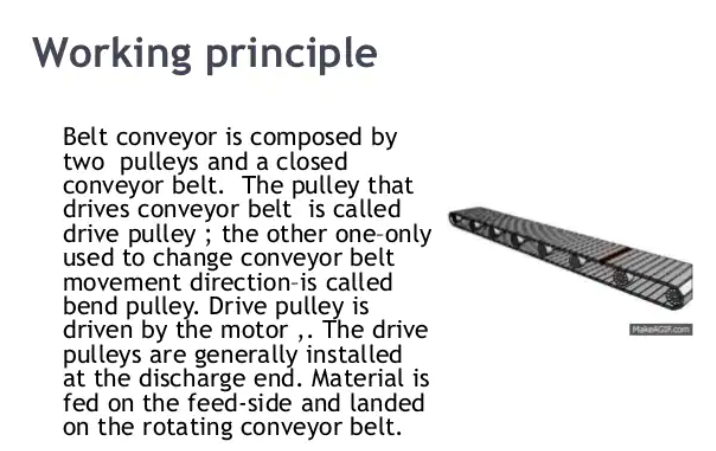 Working principle
Belt conveyor is composed by
two  pulleys and a closed
conveyor belt.  The pulley that
drives conveyor belt  is called
drive pulley ; the other one–only
used to change conveyor belt
movement direction–is called
bend pulley. Drive pulley is
driven by the motor ,. The drive
pulleys are generally installed
at the discharge end. Material is
fed on the feed-side and landed
on the rotating conveyor belt.
MakeAGIF.com